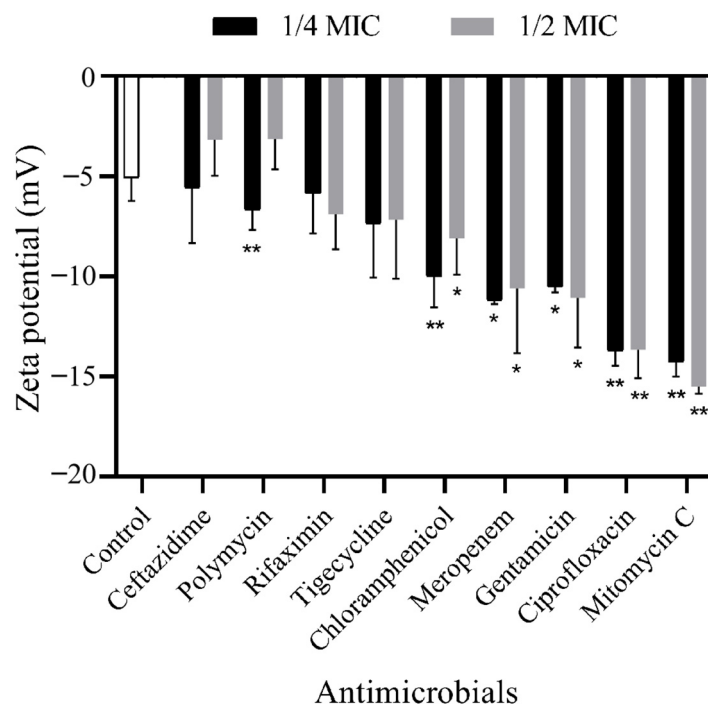 1/4 MIC 1/2 MIC
0
−5
−10
−15
−20
Zeta potential (mV)
**
**
*
*
*
*
*
**
**
**
**
Control
Ceftazidime
Polymycin
Rifaximin
Tigecycline
Chloramphenicol
Meropenem
Gentamicin
Ciprofloxacin
Mitomycin C
Antimicrobials